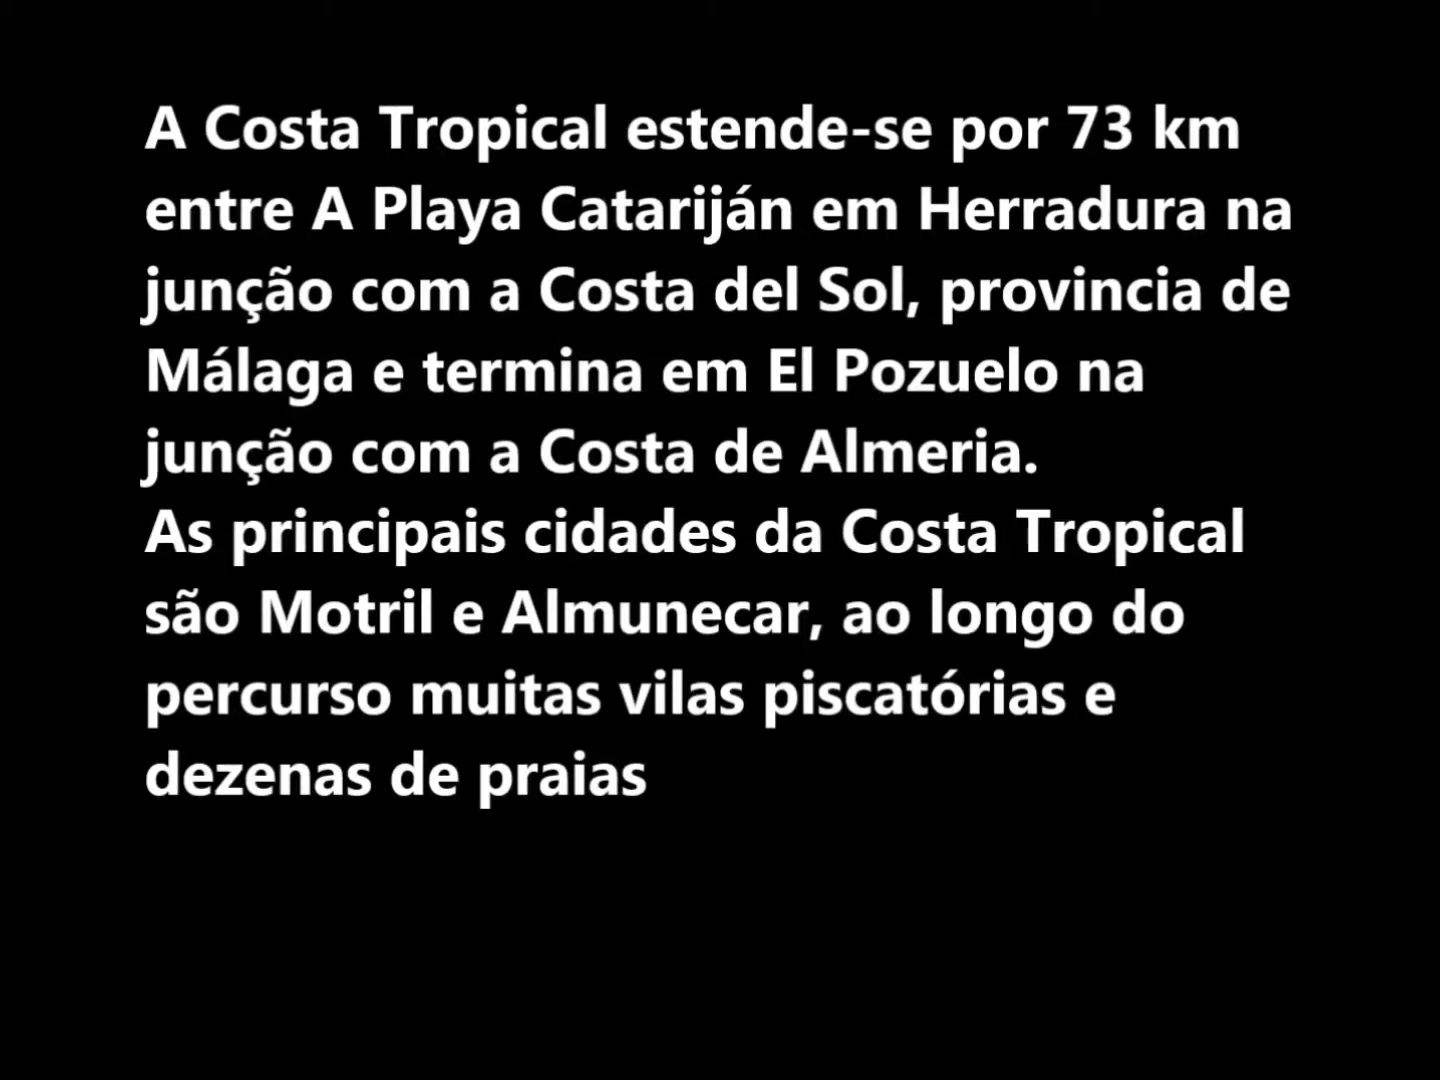 A Costa Tropical estende-se por 73 km
entre A Playa Catariján em Herradura na
junção com a Costa del Sol, provincia de
Málaga e termina em El Pozuelo na
junção com a Costa de Almeria.
As principais cidades da Costa Tropical
são Motril e Almunecar, ao longo do
percurso muitas vilas piscatórias e
dezenas de praias